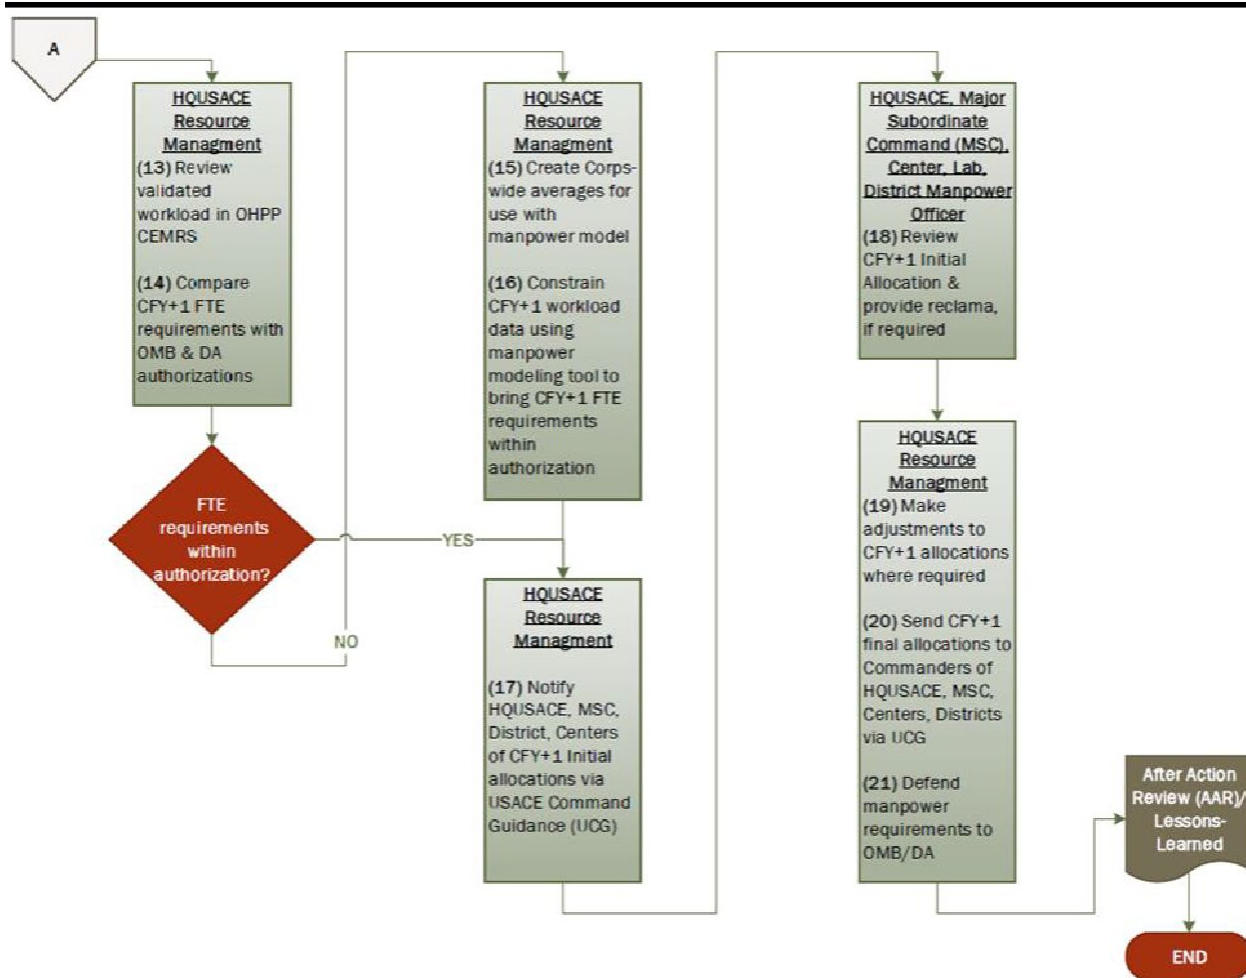 A
HQUSACE
Resource
Managment
(13) Review
validated
workload in OHPP
CEMRS
(14) Compare
CFY+1 FTE
requirements with
OMB & DA
authorizations
FTE
requirements
within
authorization?
YES
NO
HQUSACE
Resource
Managment
(15) Create Corps-
wide averages for
use with
manpower model
(16) Constrain
CFY+1 workload
data using
manpower
modeling tool to
bring CFY+1 FTE
requirements
within
authorization
HQUSACE
Resource
Managment
(17) Notify
HQUSACE, MSC,
District, Centers
of CFY+1 Initial
allocations via
USACE Command
Guidance (UCG)
HQUSACE, Major
Subordinate
Command (MSC),
Center, Lab,
District Manpower
Officer
(18) Review
CFY+1 Initial
Allocation &
provide reclama,
if required
HQUSACE
Resource
Managment
(19) Make
adjustments to
CFY+1 allocations
where required
(20) Send CFY+1
final allocations to
Commanders of
HQUSACE, MSC,
Centers, Districts
via UCG
(21) Defend
manpower
requirements to
OMB/DA
After Action
Review (AAR)/
Lessons-
Learned
END